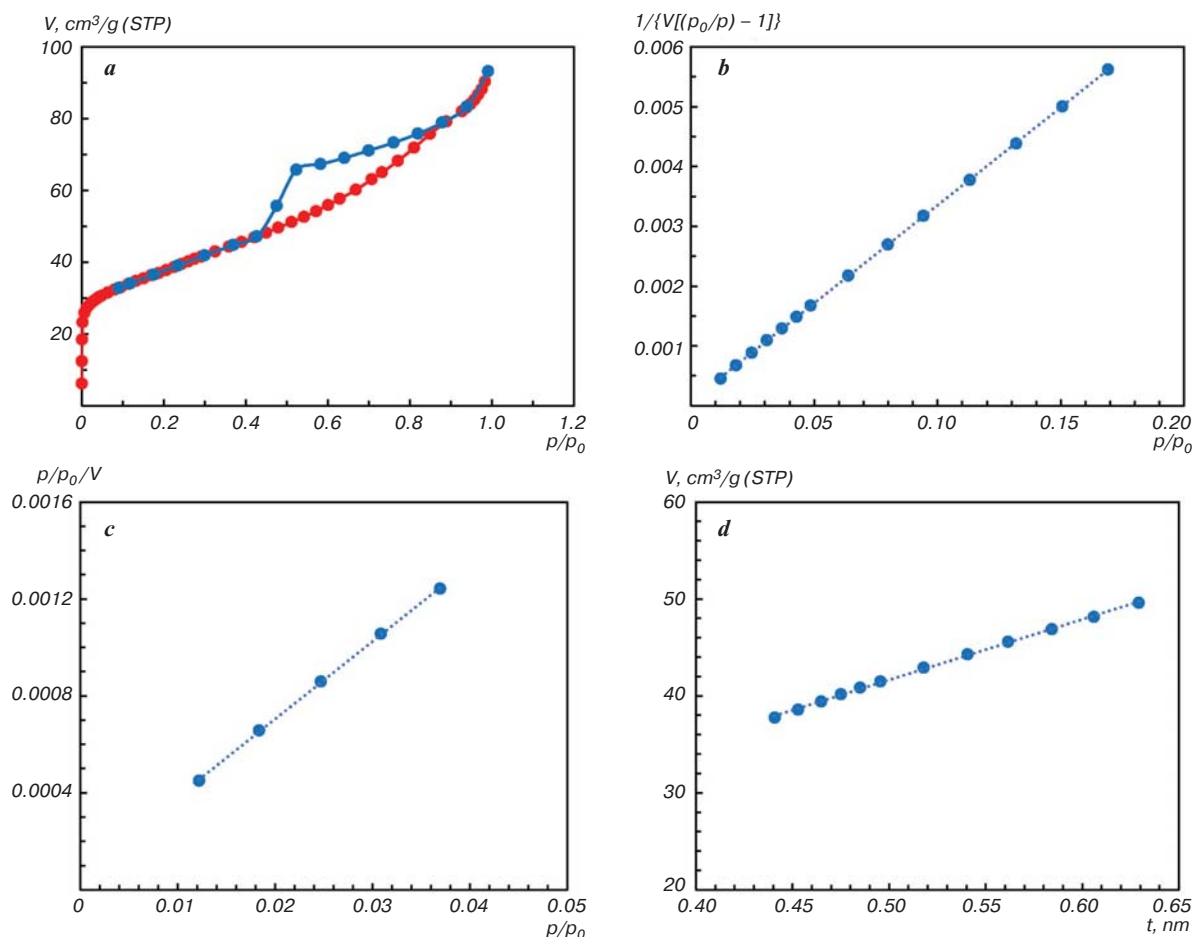 V, cm³/g (STP)
100
a
80
60
40
20
0 0.2 0.4 0.6 0.8 1.0 1.2
p/p₀
1/{V[(p₀/p) – 1]}
0.006
b
0.005
0.004
0.003
0.002
0.001
0 0.05 0.10 0.15 0.20
p/p₀
p/p₀/V
0.0016
c
0.0012
0.0008
0.0004
0 0.01 0.02 0.03 0.04 0.05
p/p₀
V, cm³/g (STP)
60
d
50
40
30
20
0.40 0.45 0.50 0.55 0.60 0.65
t, nm